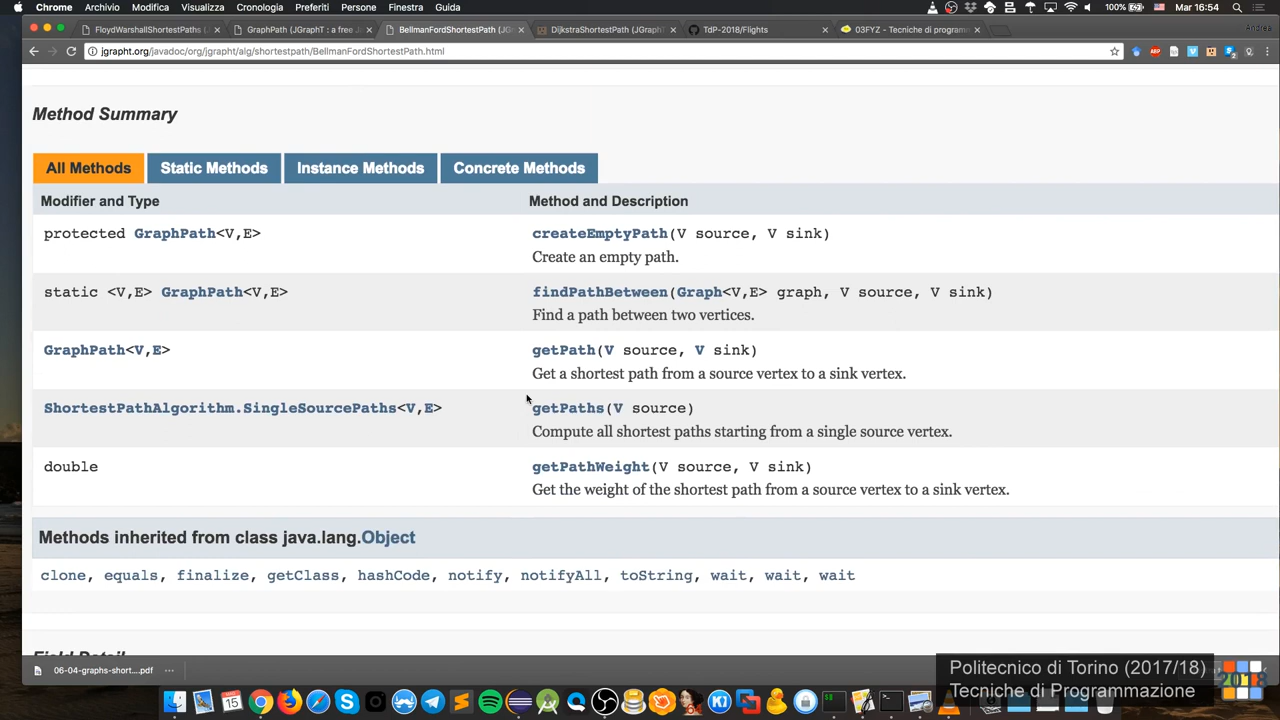 Chrome Archivio Modifica Visualizza Cronologia Preferiti Persone Finestra Guida 100% Mar 16:54
FloydWarshallShortestPaths ( GraphPath (JGraphT : a free J BellmanFordShortestPath (JGr DijkstraShortestPath (JGraphT TdP-2018/Flights 03FYZ - Tecniche di programm Andrea
jgrapht.org/javadoc/org/jgrapht/alg/shortestpath/BellmanFordShortestPath.html
Method Summary
All Methods Static Methods Instance Methods Concrete Methods
Modifier and Type Method and Description
protected GraphPath<V,E> createEmptyPath(V source, V sink)
Create an empty path.
static <V,E> GraphPath<V,E> findPathBetween(Graph<V,E> graph, V source, V sink)
Find a path between two vertices.
GraphPath<V,E> getPath(V source, V sink)
Get a shortest path from a source vertex to a sink vertex.
ShortestPathAlgorithm.SingleSourcePaths<V,E> getPaths(V source)
Compute all shortest paths starting from a single source vertex.
double getPathWeight(V source, V sink)
Get the weight of the shortest path from a source vertex to a sink vertex.
Methods inherited from class java.lang.Object
clone, equals, finalize, getClass, hashCode, notify, notifyAll, toString, wait, wait, wait
Field Detail
06-04-graphs-short....pdf
Politecnico di Torino (2017/18)
Tecniche di Programmazione
2018